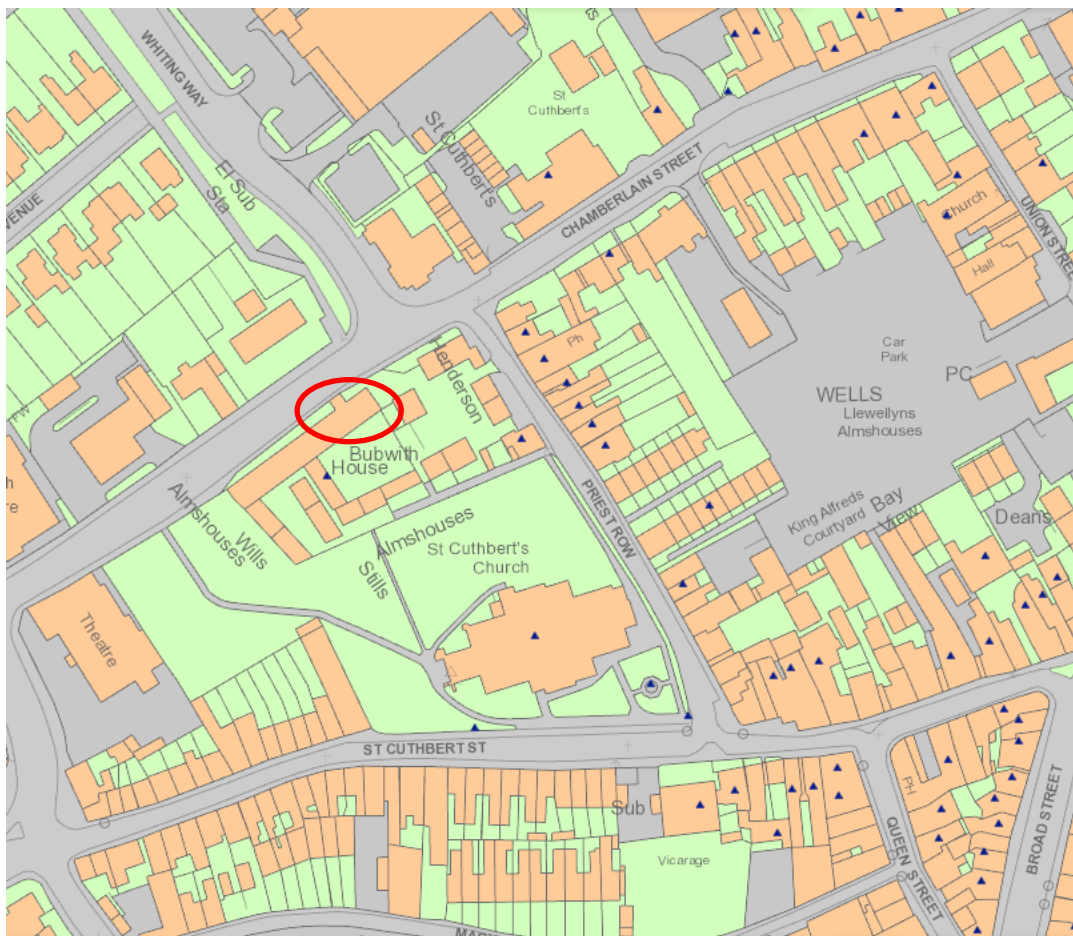 WHITING WAY
St
Cuthbert's
St Cuthbert's
El Sub
Sta
CHAMBERLAIN STREET
UNION STREET
Church
Hall
VENUE
Ph
Car
Park
PC
WELLS
Llewellyns
Almshouses
FW
Henderson
Bubwith
House
Almshouses
Wills
Almshouses
Stills
St Cuthbert's
Church
PRIEST ROW
King Alfreds
Courtyard
Bay
View
Deans
Theatre
ST CUTHBERT ST
Sub
Vicarage
PH
QUEEN STREET
BROAD STREET